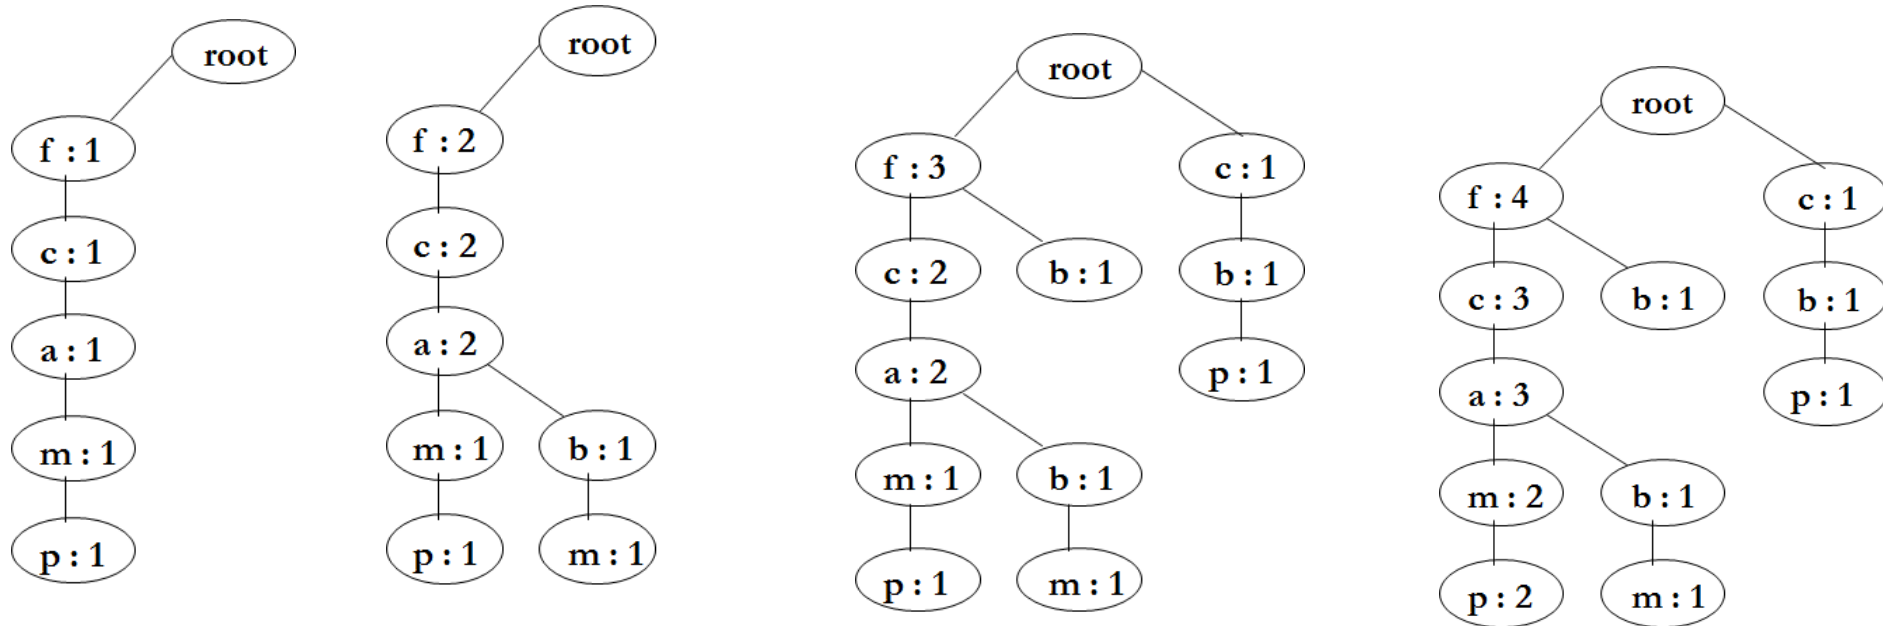 root
f : 1
c : 1
a : 1
m : 1
p : 1
root
f : 2
c : 2
a : 2
m : 1 b : 1
p : 1 m : 1
root
f : 3 c : 1
c : 2 b : 1 b : 1
a : 2 p : 1
m : 1 b : 1
p : 1 m : 1
root
f : 4 c : 1
c : 3 b : 1 b : 1
a : 3 p : 1
m : 2 b : 1
p : 2 m : 1